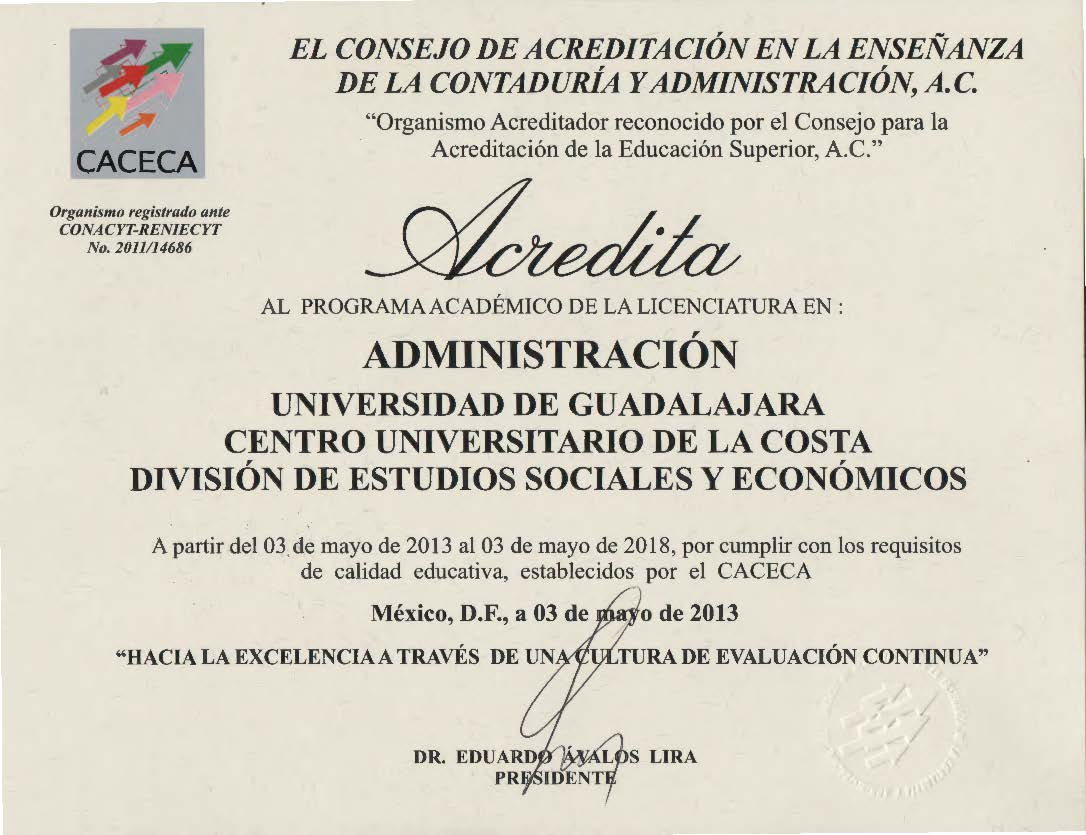 CACECA
Organismo registrado ante
CONACYT-RENIECYT
No. 2011/14686
EL CONSEJO DE ACREDITACIÓN EN LA ENSEÑANZA
DE LA CONTADURÍA Y ADMINISTRACIÓN, A.C.
“Organismo Acreditador reconocido por el Consejo para la
Acreditación de la Educación Superior, A.C.”
Acredita
AL PROGRAMA ACADÉMICO DE LA LICENCIATURA EN :
ADMINISTRACIÓN
UNIVERSIDAD DE GUADALAJARA
CENTRO UNIVERSITARIO DE LA COSTA
DIVISIÓN DE ESTUDIOS SOCIALES Y ECONÓMICOS
A partir del 03 de mayo de 2013 al 03 de mayo de 2018, por cumplir con los requisitos
de calidad educativa, establecidos por el CACECA
México, D.F., a 03 de mayo de 2013
“HACIA LA EXCELENCIA A TRAVÉS DE UNA CULTURA DE EVALUACIÓN CONTINUA”
DR. EDUARDO ÁVALOS LIRA
PRESIDENTE